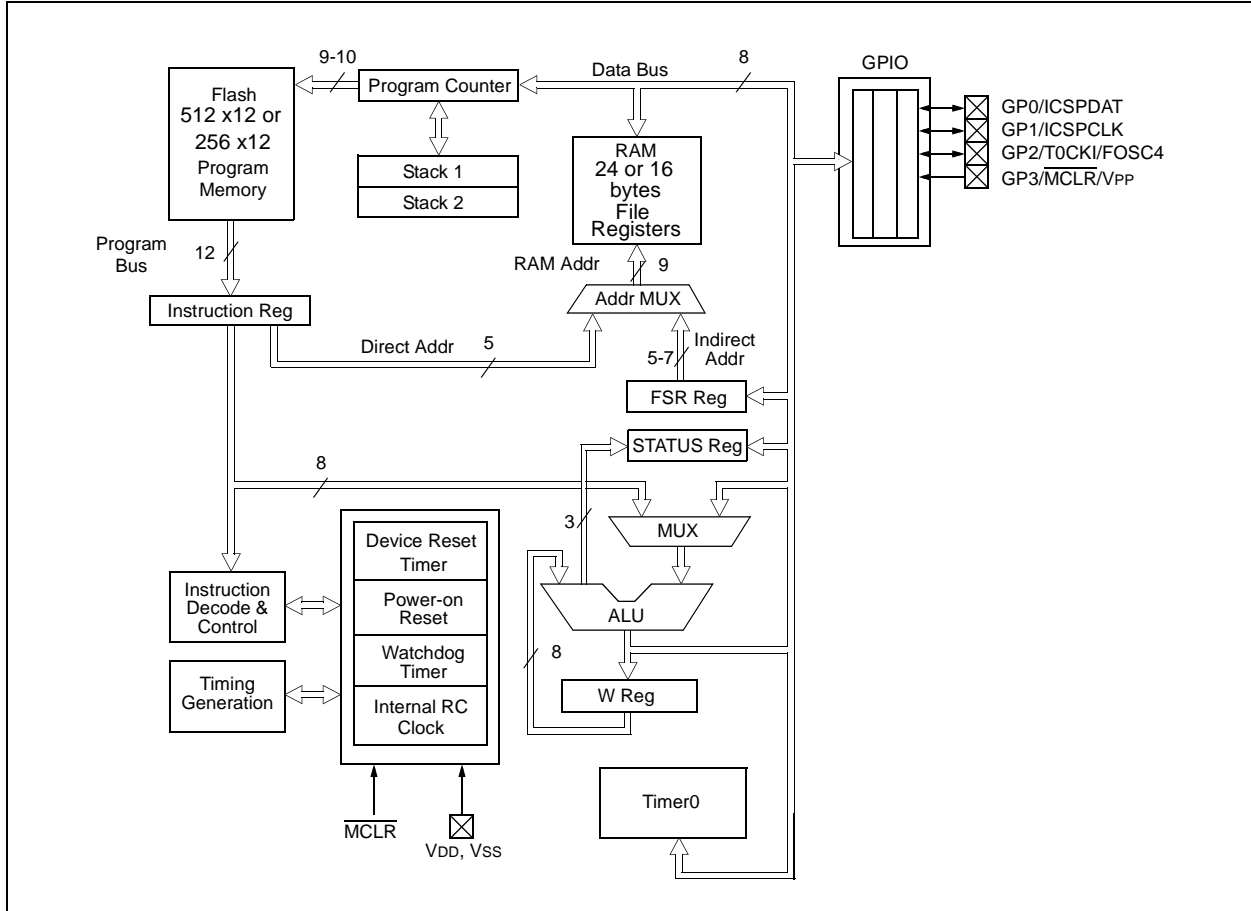 9-10
Program Counter
Data Bus
8
GPIO
Flash
512 x12 or
256 x12
Program
Memory
Stack 1
Stack 2
RAM
24 or 16
bytes
File
Registers
GP0/ICSPDAT
GP1/ICSPCLK
GP2/T0CKI/FOSC4
GP3/MCLR/VPP
Program
Bus
12
RAM Addr
9
Instruction Reg
Addr MUX
Direct Addr
5
5-7
Indirect
Addr
FSR Reg
STATUS Reg
8
3
MUX
Device Reset
Timer
Power-on
Reset
Watchdog
Timer
Internal RC
Clock
Instruction
Decode &
Control
ALU
8
W Reg
Timing
Generation
Timer0
MCLR
VDD, VSS